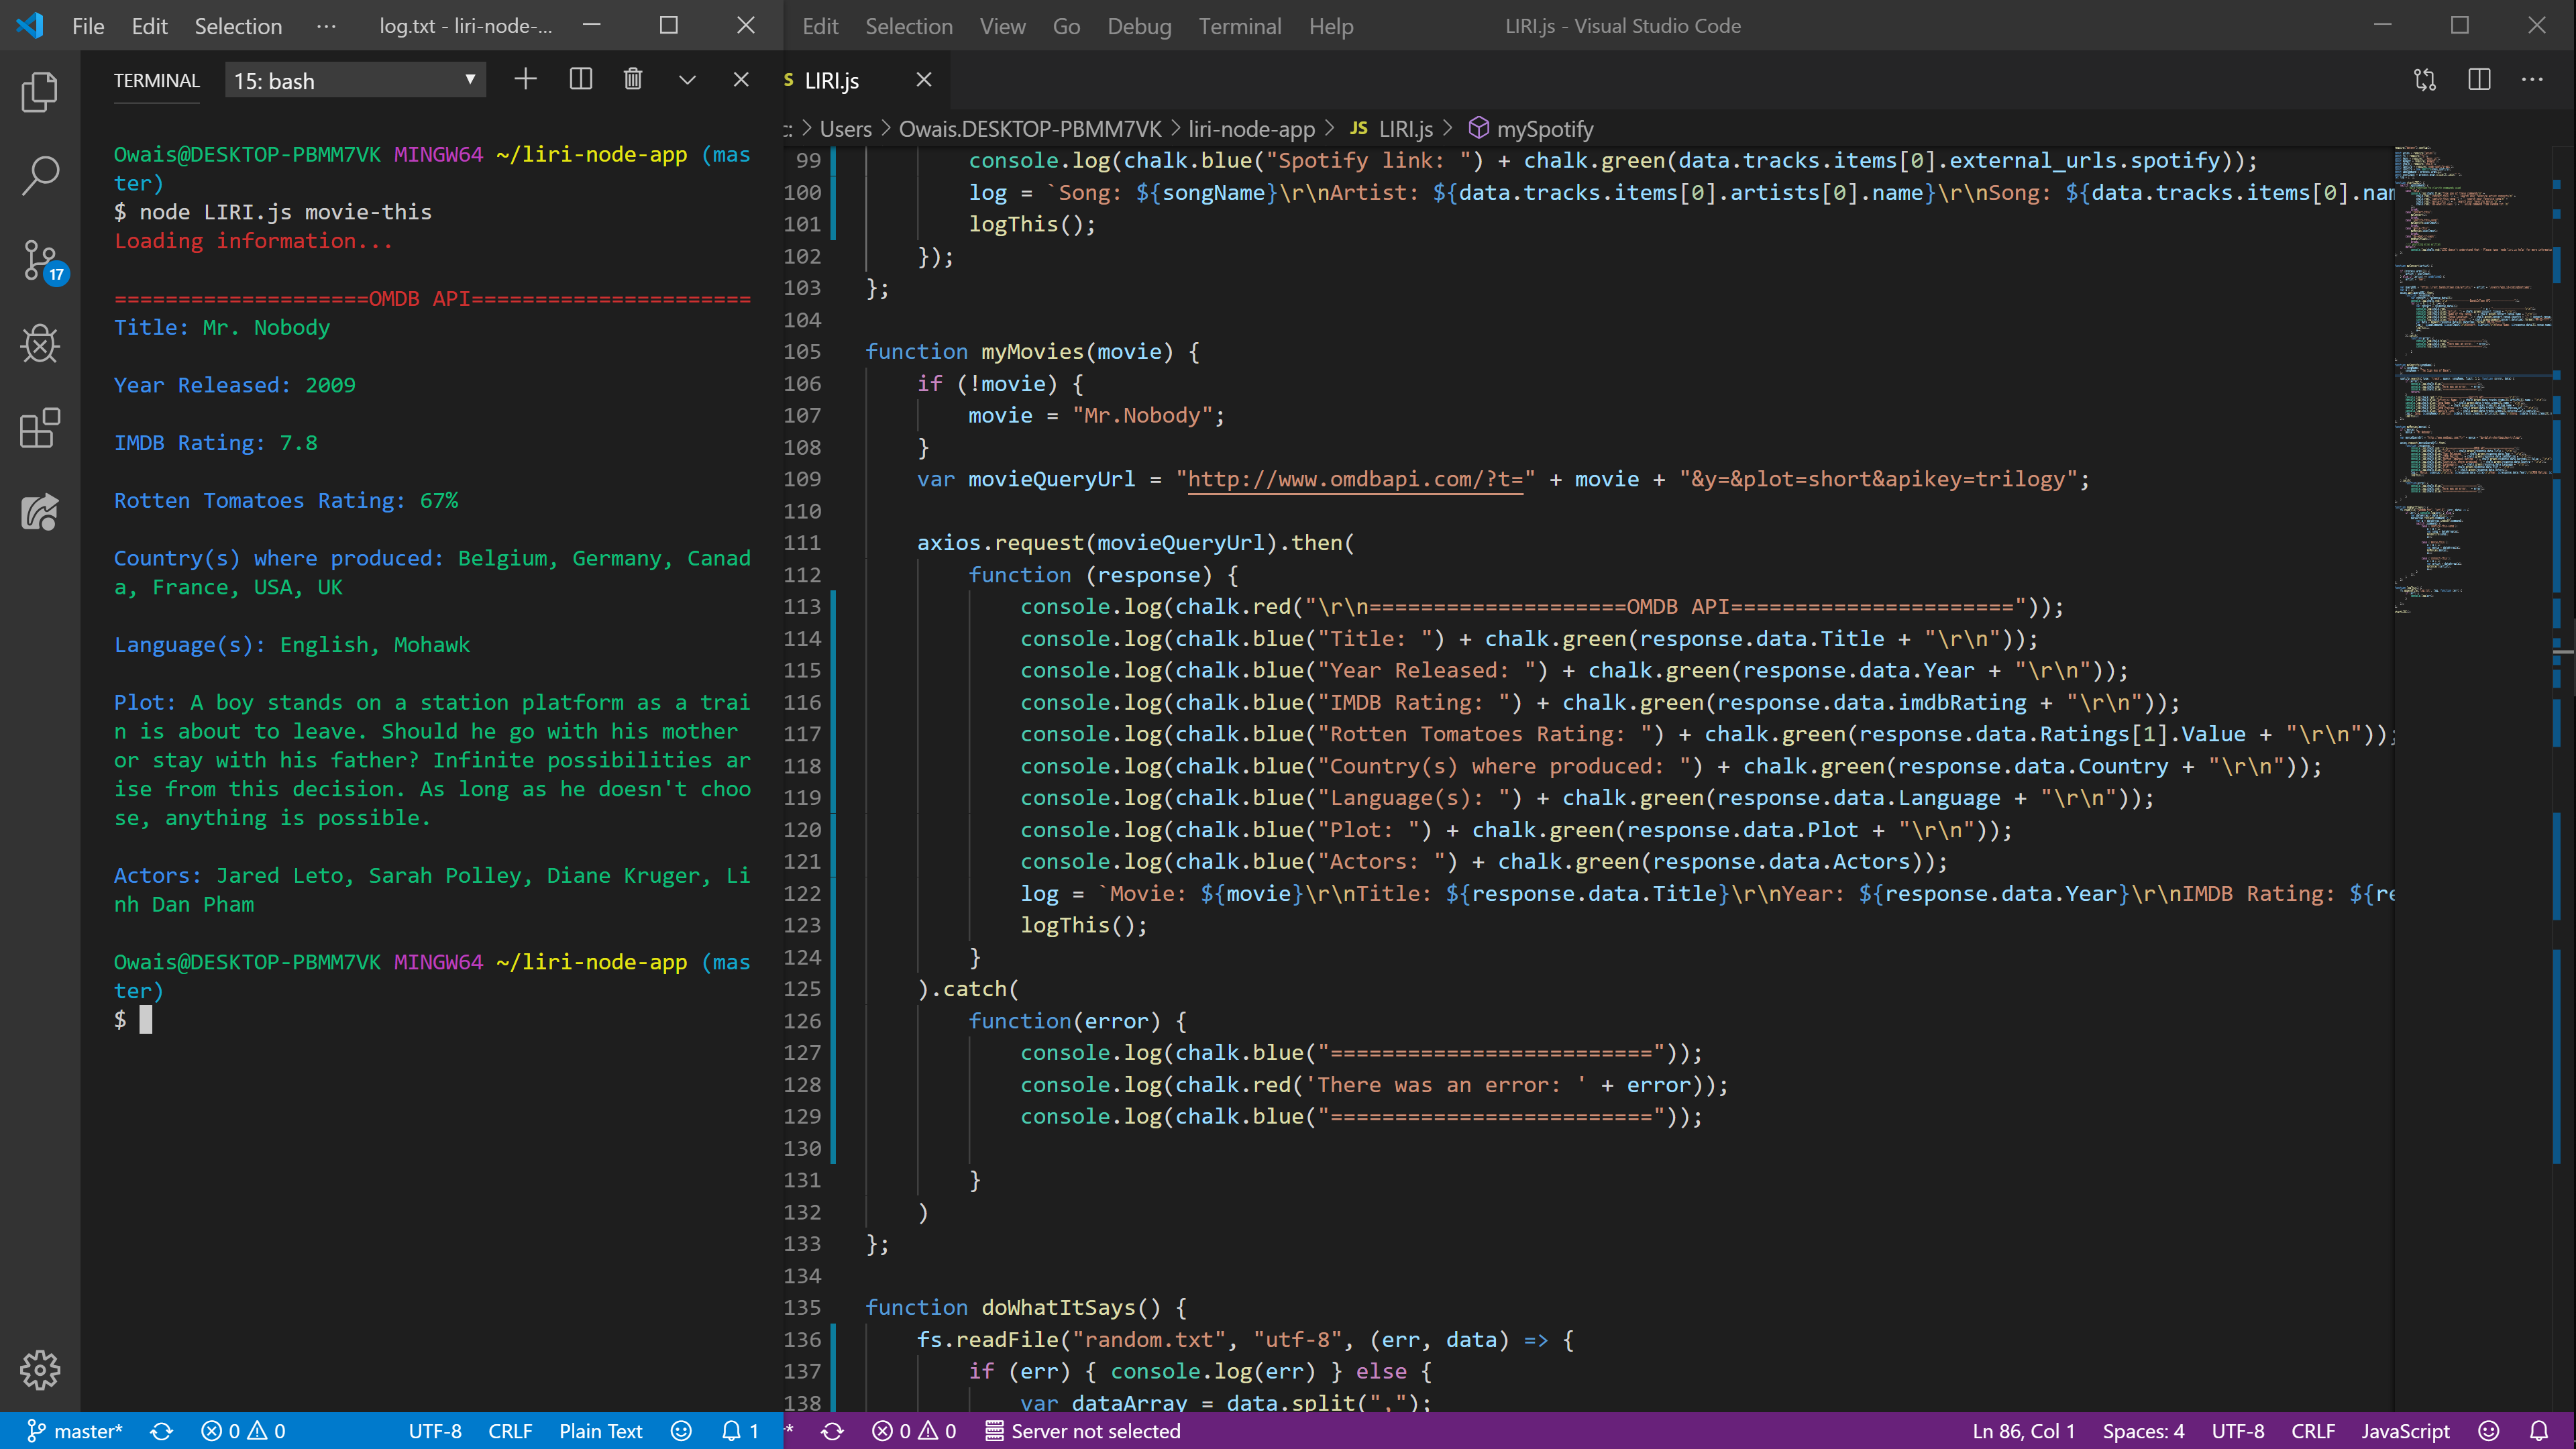 File Edit Selection ··· log.txt - liri-node-...
TERMINAL 15: bash
Owais@DESKTOP-PBMM7VK MINGW64 ~/liri-node-app (mas
ter)
$ node LIRI.js movie-this
Loading information...
====================OMDB API======================
Title: Mr. Nobody
Year Released: 2009
IMDB Rating: 7.8
Rotten Tomatoes Rating: 67%
Country(s) where produced: Belgium, Germany, Canad
a, France, USA, UK
Language(s): English, Mohawk
Plot: A boy stands on a station platform as a trai
n is about to leave. Should he go with his mother
or stay with his father? Infinite possibilities ar
ise from this decision. As long as he doesn't choo
se, anything is possible.
Actors: Jared Leto, Sarah Polley, Diane Kruger, Li
nh Dan Pham
Owais@DESKTOP-PBMM7VK MINGW64 ~/liri-node-app (mas
ter)
$
17
master* 0 0 UTF-8 CRLF Plain Text 1
Edit Selection View Go Debug Terminal Help LIRI.js - Visual Studio Code
LIRI.js
c: > Users > Owais.DESKTOP-PBMM7VK > liri-node-app > JS LIRI.js > mySpotify
99 console.log(chalk.blue("Spotify link: ") + chalk.green(data.tracks.items[0].external_urls.spotify));
100 log = `Song: ${songName}\r\nArtist: ${data.tracks.items[0].artists[0].name}\r\nSong: ${data.tracks.items[0].nam
101 logThis();
102 });
103 };
104
105 function myMovies(movie) {
106 if (!movie) {
107 movie = "Mr.Nobody";
108 }
109 var movieQueryUrl = "http://www.omdbapi.com/?t=" + movie + "&y=&plot=short&apikey=trilogy";
110
111 axios.request(movieQueryUrl).then(
112 function (response) {
113 console.log(chalk.red("\r\n====================OMDB API======================"));
114 console.log(chalk.blue("Title: ") + chalk.green(response.data.Title + "\r\n"));
115 console.log(chalk.blue("Year Released: ") + chalk.green(response.data.Year + "\r\n"));
116 console.log(chalk.blue("IMDB Rating: ") + chalk.green(response.data.imdbRating + "\r\n"));
117 console.log(chalk.blue("Rotten Tomatoes Rating: ") + chalk.green(response.data.Ratings[1].Value + "\r\n"));
118 console.log(chalk.blue("Country(s) where produced: ") + chalk.green(response.data.Country + "\r\n"));
119 console.log(chalk.blue("Language(s): ") + chalk.green(response.data.Language + "\r\n"));
120 console.log(chalk.blue("Plot: ") + chalk.green(response.data.Plot + "\r\n"));
121 console.log(chalk.blue("Actors: ") + chalk.green(response.data.Actors));
122 log = `Movie: ${movie}\r\nTitle: ${response.data.Title}\r\nYear: ${response.data.Year}\r\nIMDB Rating: ${re
123 logThis();
124 }
125 ).catch(
126 function(error) {
127 console.log(chalk.blue("========================="));
128 console.log(chalk.red('There was an error: ' + error));
129 console.log(chalk.blue("========================="));
130
131 }
132 )
133 };
134
135 function doWhatItSays() {
136 fs.readFile("random.txt", "utf-8", (err, data) => {
137 if (err) { console.log(err) } else {
138 var dataArray = data.split(",");
* 0 0 Server not selected Ln 86, Col 1 Spaces: 4 UTF-8 CRLF JavaScript